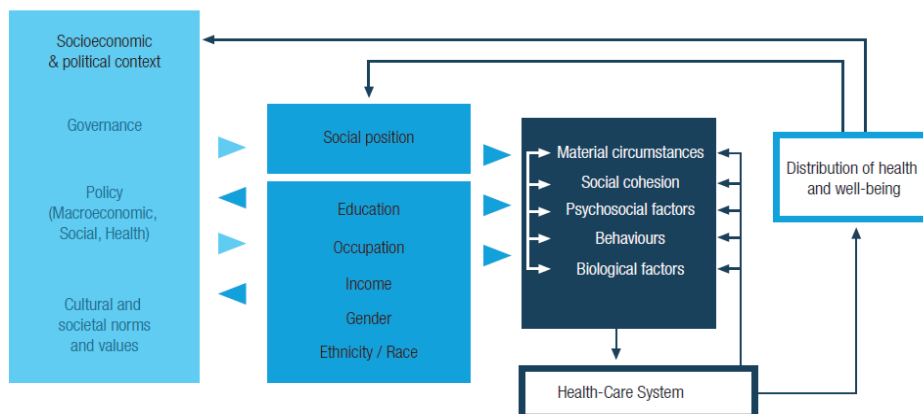 Socioeconomic
& political context
Governance
Policy
(Macroeconomic,
Social, Health)
Cultural and
societal norms
and values
Social position
Education
Occupation
Income
Gender
Ethnicity / Race
Material circumstances
Social cohesion
Psychosocial factors
Behaviours
Biological factors
Health-Care System
Distribution of health
and well-being